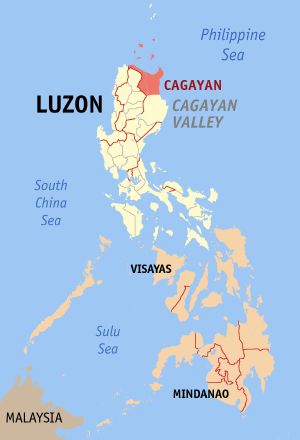 Philippine
Sea
CAGAYAN
LUZON
CAGAYAN
VALLEY
South
China
Sea
VISAYAS
Sulu
Sea
MINDANAO
MALAYSIA